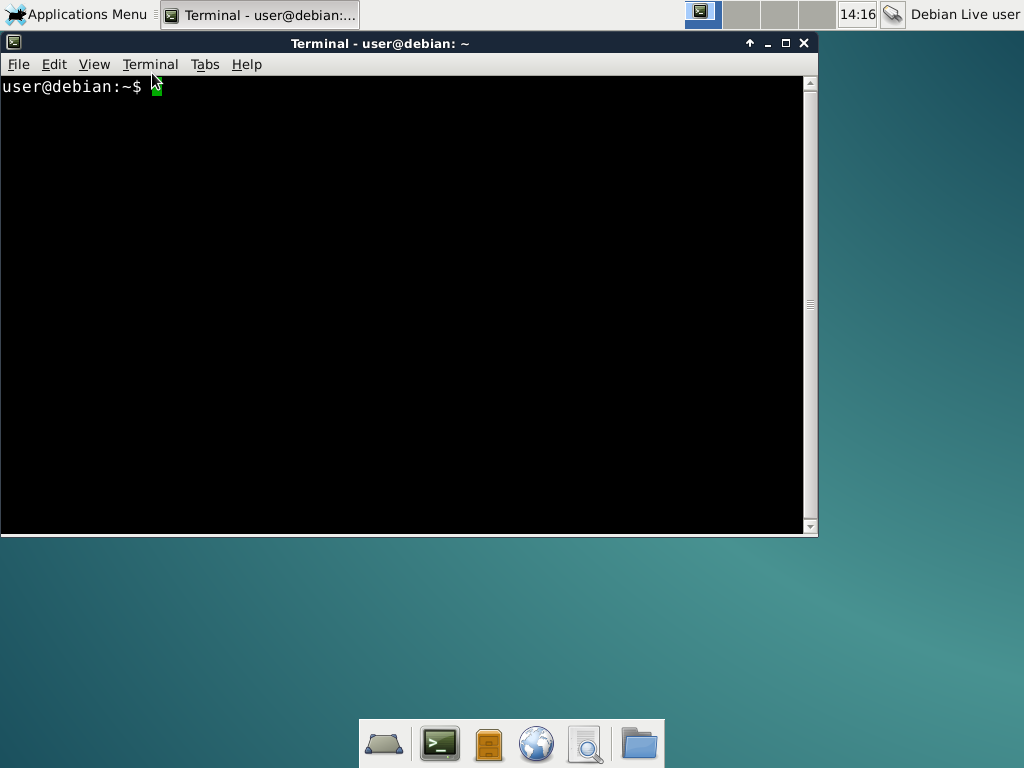 Applications Menu
Terminal - user@debian:...
14:16
Debian Live user
Terminal - user@debian: ~
File Edit View Terminal Tabs Help
user@debian:~$